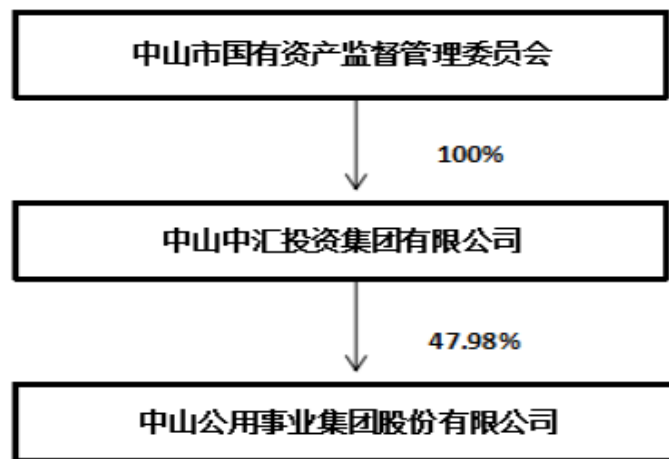 中山市国有资产监督管理委员会
100%
中山中汇投资集团有限公司
47.98%
中山公用事业集团股份有限公司